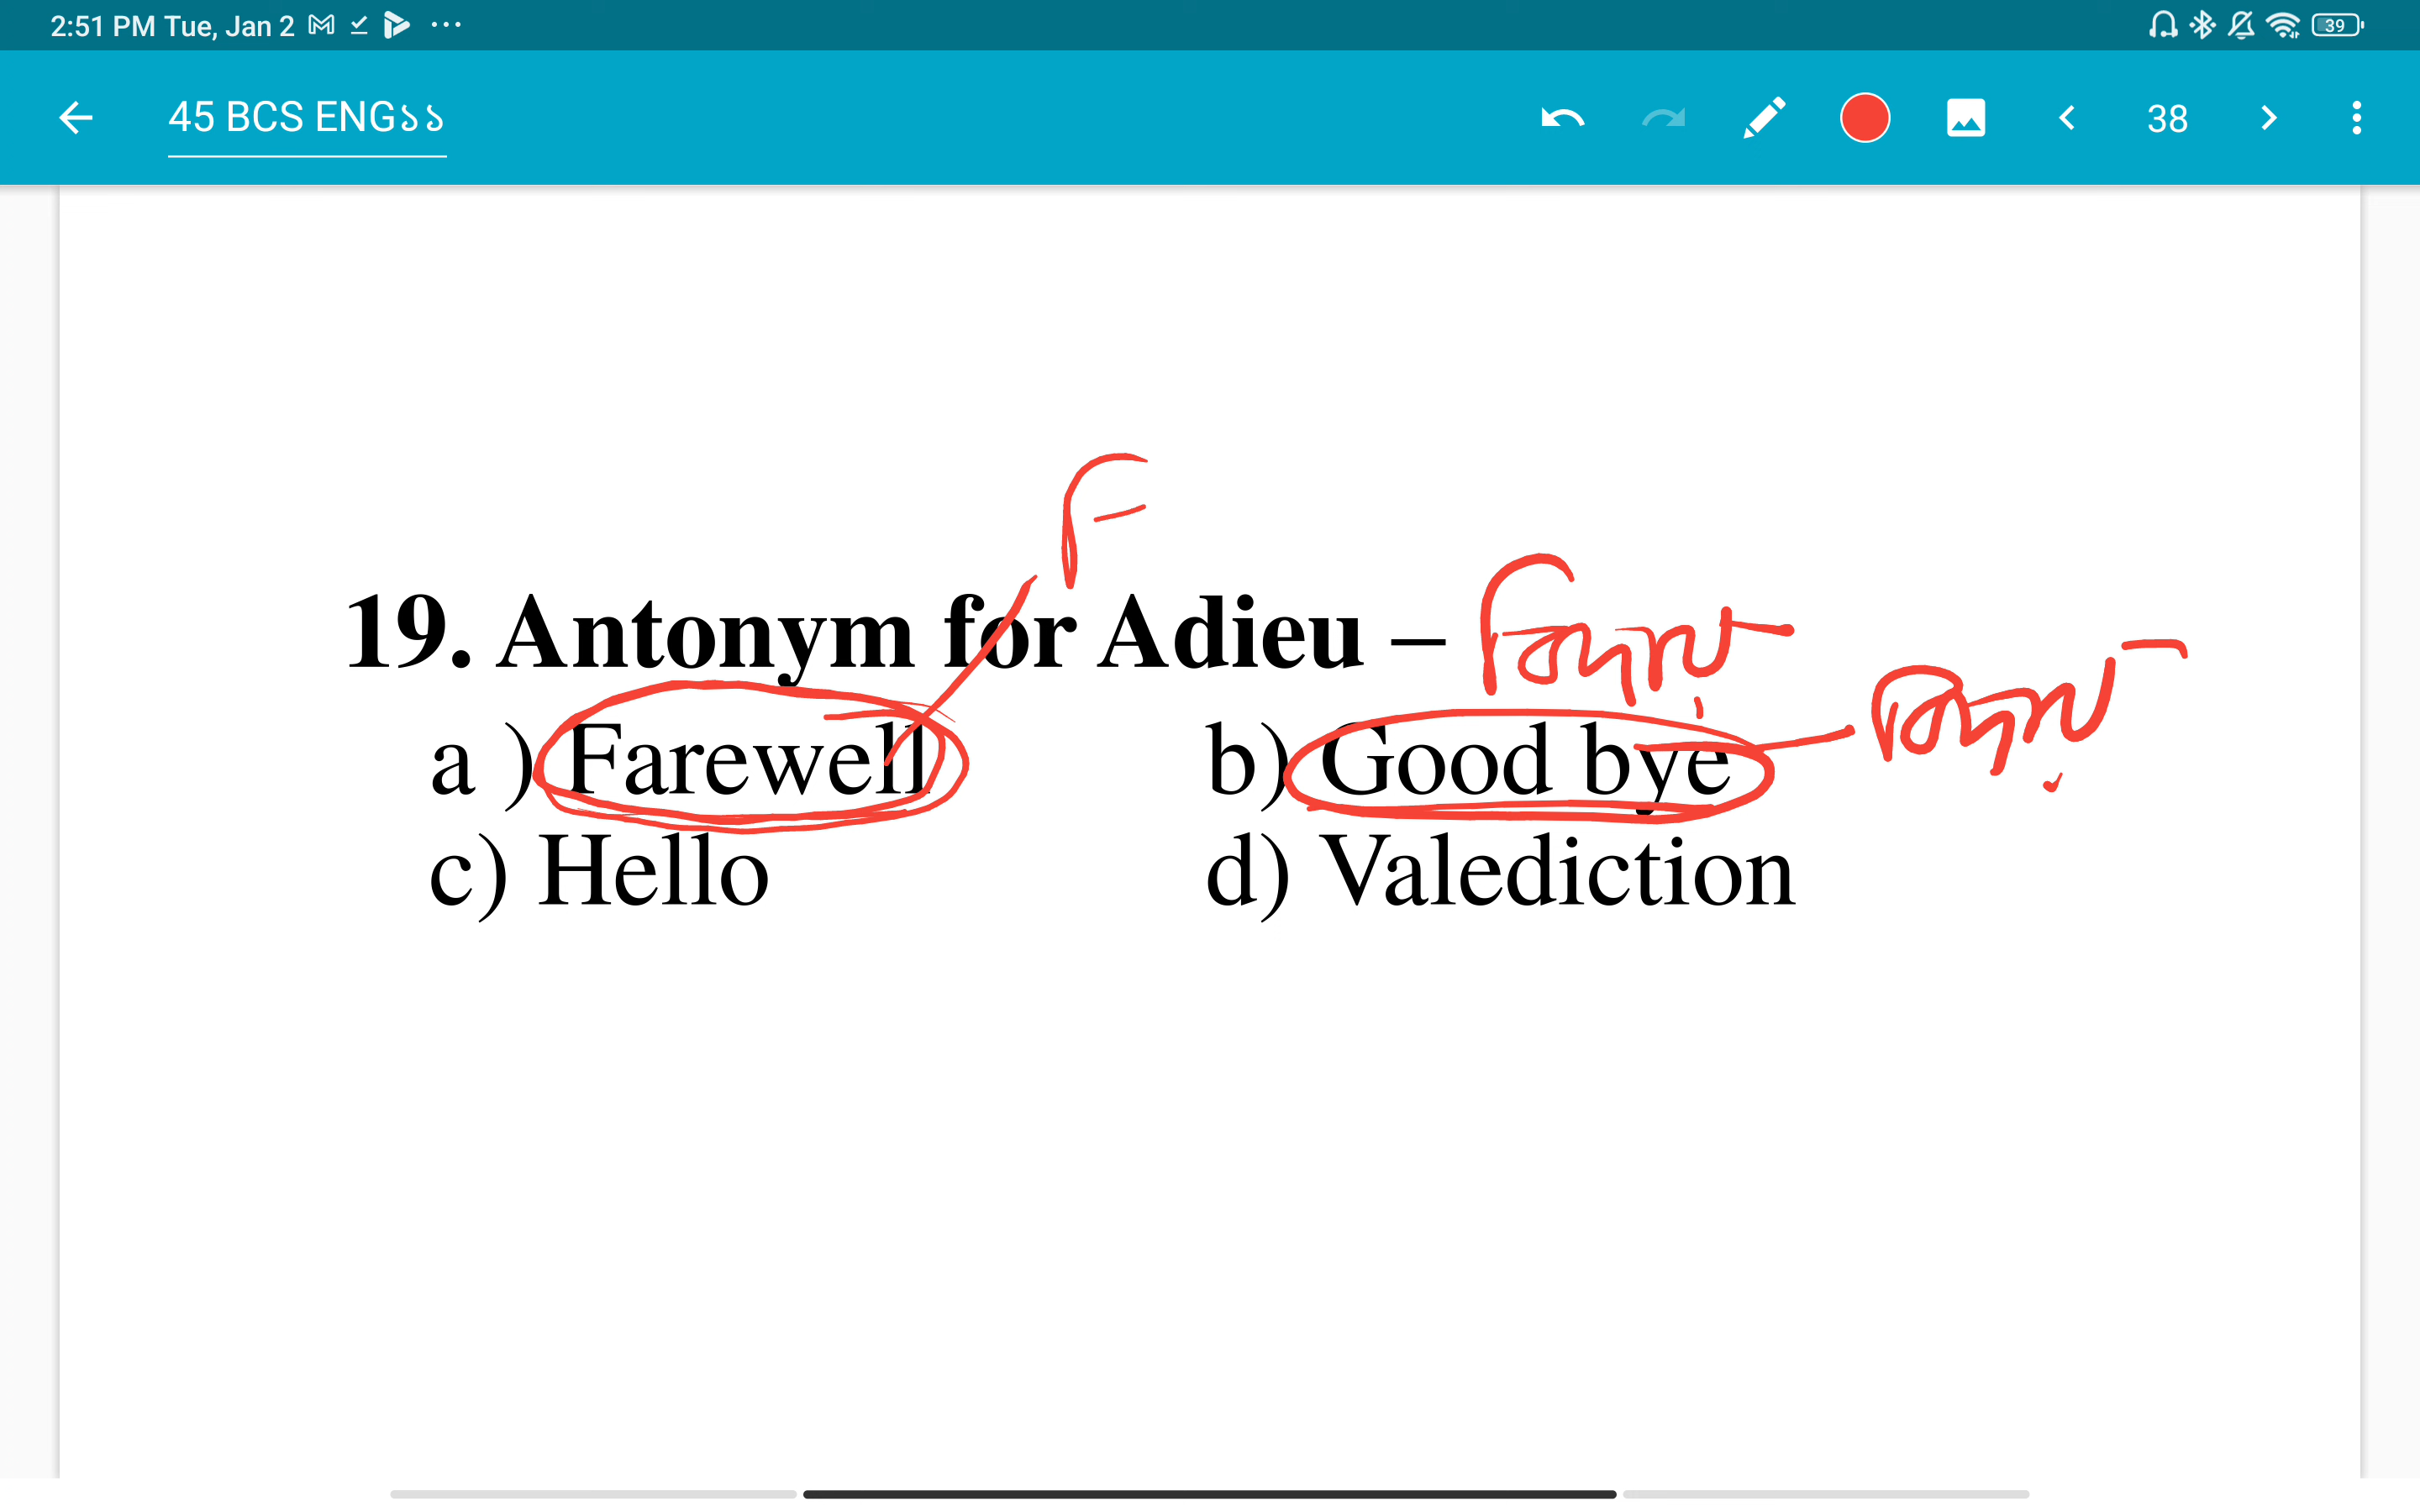 2:51 PM Tue, Jan 2 39
45 BCS ENG১১ 38
19. Antonym for Adieu – বিদায়
a ) Farewell b) Good bye বিদায়
c) Hello d) Valediction